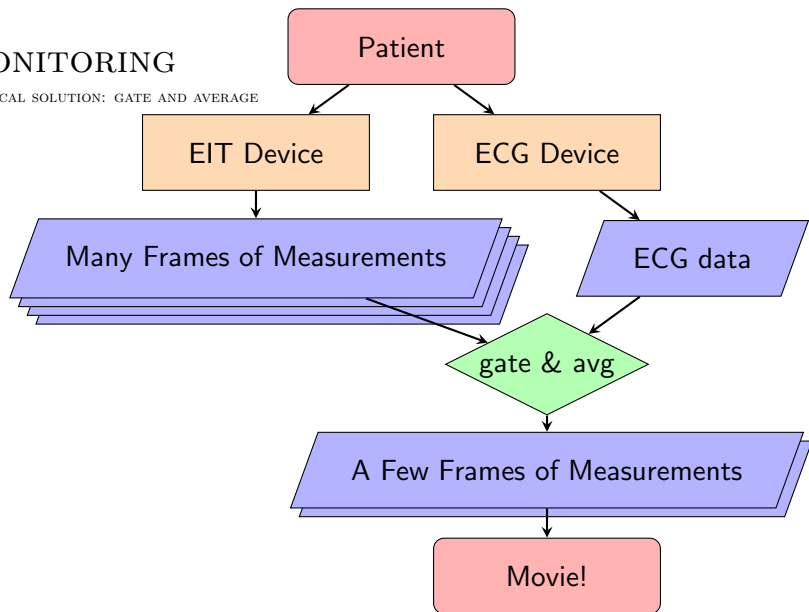 Patient
ONITORING
CAL SOLUTION: GATE AND AVERAGE
EIT Device
ECG Device
Many Frames of Measurements
ECG data
gate & avg
A Few Frames of Measurements
Movie!